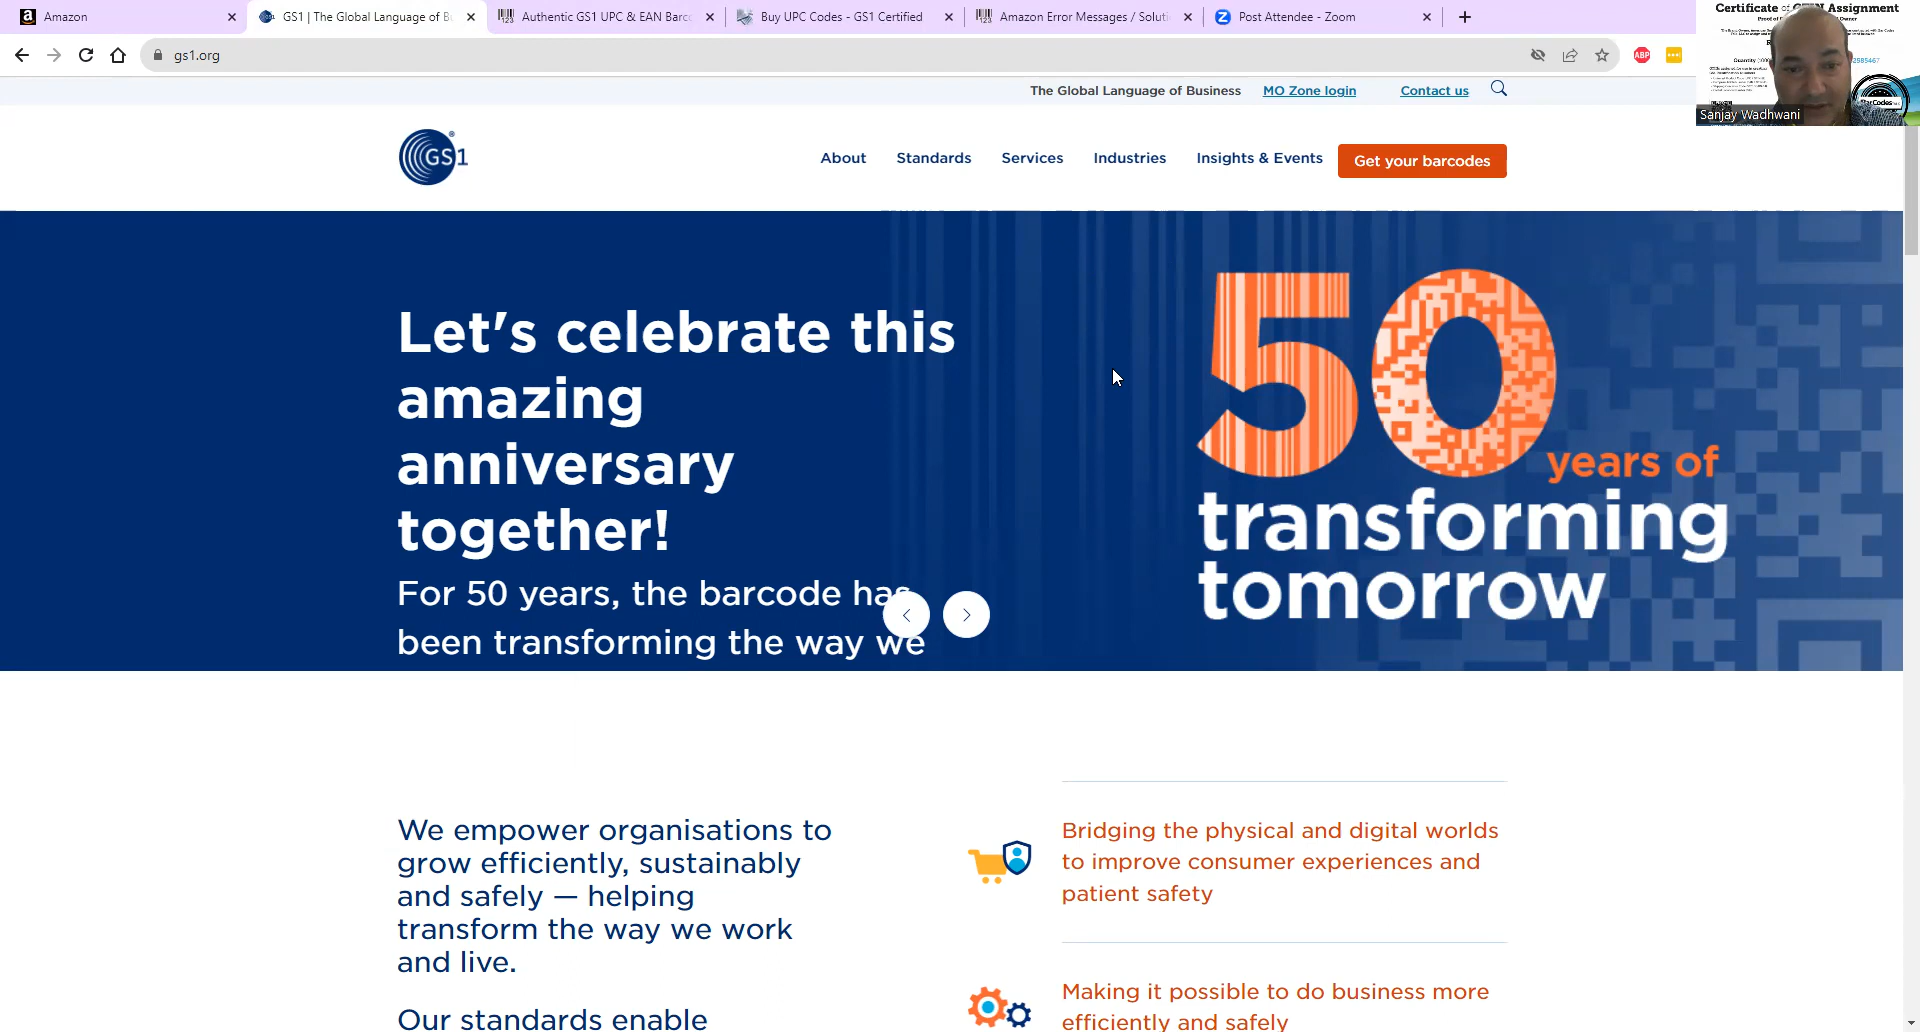 Amazon
GS1 | The Global Language of B
Authentic GS1 UPC & EAN Barc
Buy UPC Codes - GS1 Certified
Amazon Error Messages / Soluti
Post Attendee - Zoom
gs1.org
ABP
Certificate of Assignment
Quantity
2585467
Sanjay Wadhwani
The Global Language of Business
MO Zone login
Contact us
GS1
About
Standards
Services
Industries
Insights & Events
Get your barcodes
Let's celebrate this
amazing
anniversary
together!
For 50 years, the barcode has
been transforming the way we
50
years of
transforming
tomorrow
We empower organisations to
grow efficiently, sustainably
and safely — helping
transform the way we work
and live.
Our standards enable
Bridging the physical and digital worlds
to improve consumer experiences and
patient safety
Making it possible to do business more
efficiently and safely